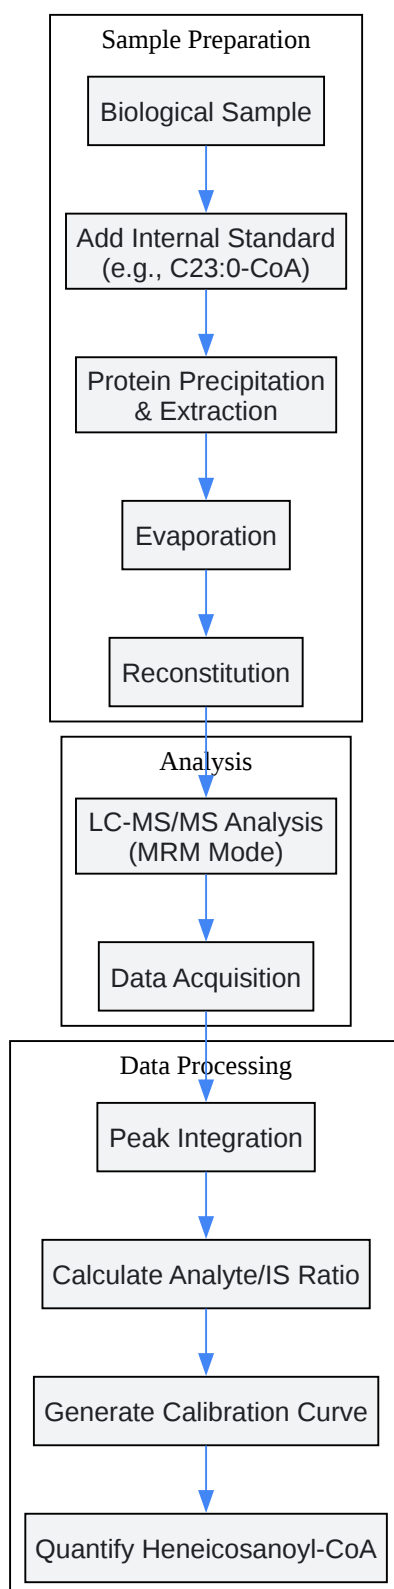 Sample Preparation
Biological Sample
Add Internal Standard
(e.g., C23:0-CoA)
Protein Precipitation
& Extraction
Evaporation
Reconstitution
Analysis
LC-MS/MS Analysis
(MRM Mode)
Data Acquisition
Data Processing
Peak Integration
Calculate Analyte/IS Ratio
Generate Calibration Curve
Quantify Heneicosanoyl-CoA